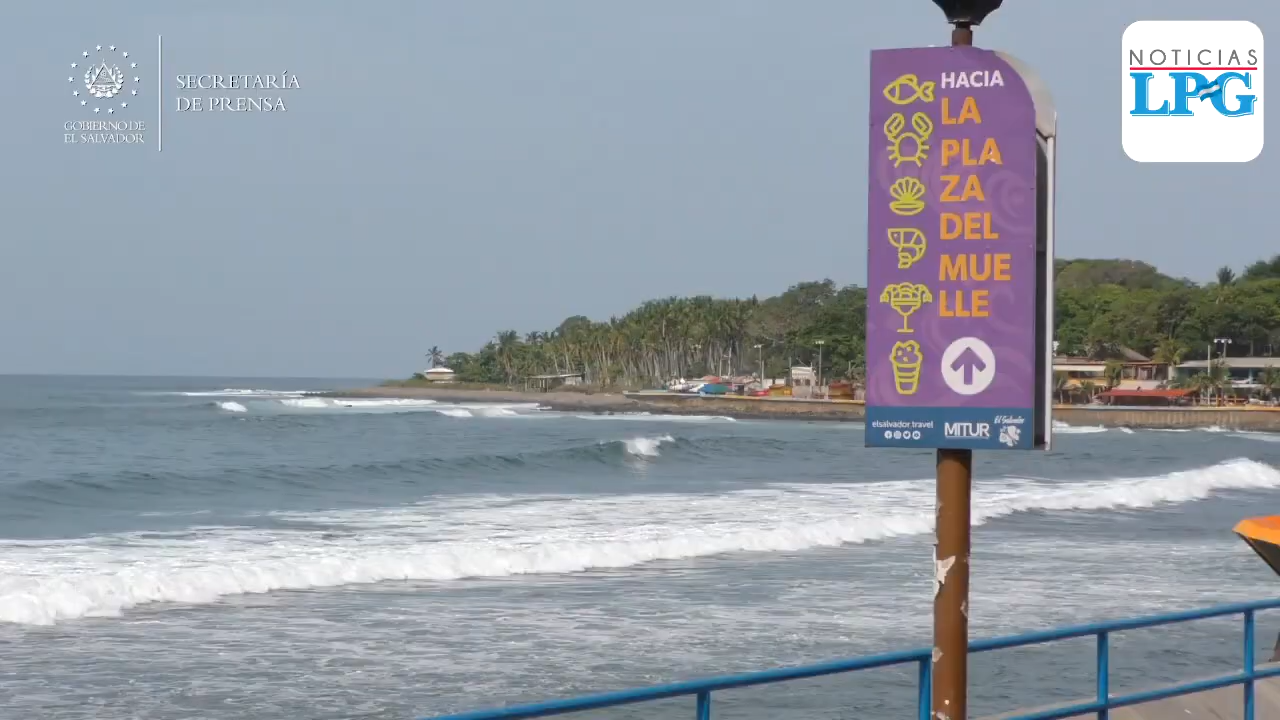 GOBIERNO DE
EL SALVADOR
SECRETARÍA
DE PRENSA
NOTICIAS
LPG
HACIA
LA
PLA
ZA
DEL
MUE
LLE
elsalvador.travel
MITUR
El Salvador